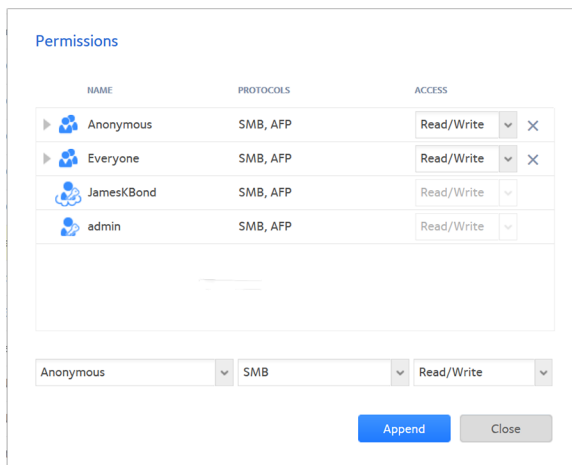 Permissions
NAME PROTOCOLS ACCESS
Anonymous SMB, AFP Read/Write
Everyone SMB, AFP Read/Write
JamesKBond SMB, AFP Read/Write
admin SMB, AFP Read/Write
Anonymous SMB Read/Write
Append Close